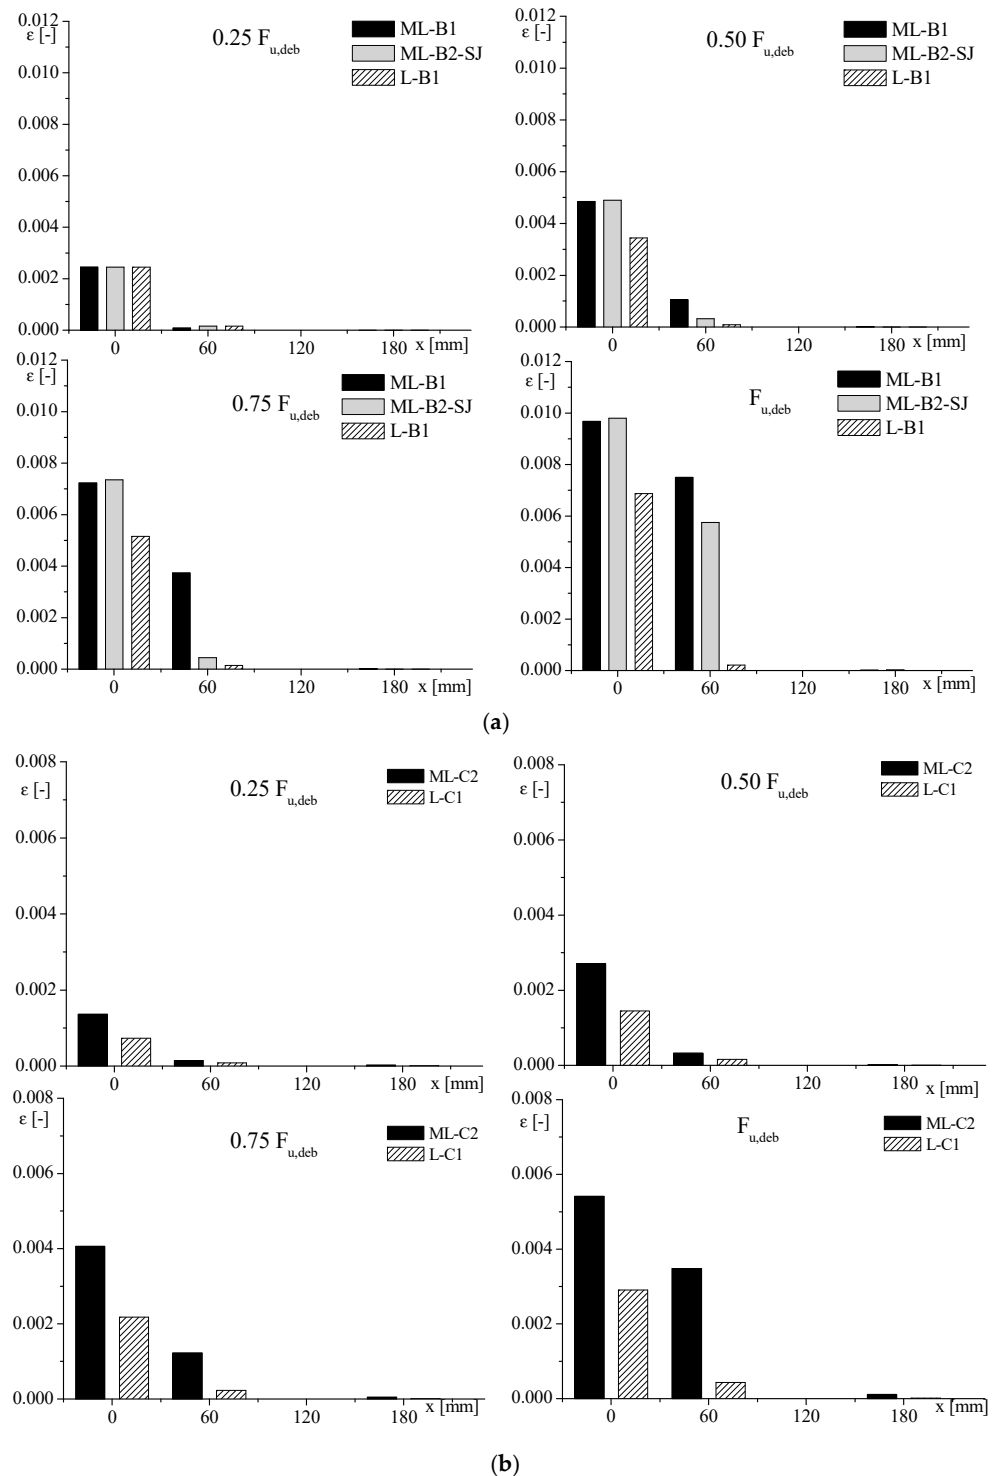 0.012
ε [-]
0.010
0.008
0.006
0.004
0.002
0.000
0 60 120 180 x [mm]
0.25 Fu,deb
ML-B1
ML-B2-SJ
L-B1
0.012
ε [-]
0.010
0.008
0.006
0.004
0.002
0.000
0 60 120 180
x [mm]
0.50 Fu,deb
ML-B1
ML-B2-SJ
L-B1
0.012
ε [-]
0.010
0.008
0.006
0.004
0.002
0.000
0 60 120 180 x [mm]
0.75 Fu,deb
ML-B1
ML-B2-SJ
L-B1
0.012
ε [-]
0.010
0.008
0.006
0.004
0.002
0.000
0 60 120 180 x [mm]
Fu,deb
ML-B1
ML-B2-SJ
L-B1
(a)
0.008
ε [-]
0.006
0.004
0.002
0.000
0 60 120 180 x [mm]
0.25 Fu,deb
ML-C2
L-C1
0.008
ε [-]
0.006
0.004
0.002
0.000
0 60 120 180 x [mm]
0.50 Fu,deb
ML-C2
L-C1
0.008
ε [-]
0.006
0.004
0.002
0.000
0 60 120 180 x [mm]
0.75 Fu,deb
ML-C2
L-C1
0.008
ε [-]
0.006
0.004
0.002
0.000
0 60 120 180 x [mm]
Fu,deb
ML-C2
L-C1
(b)